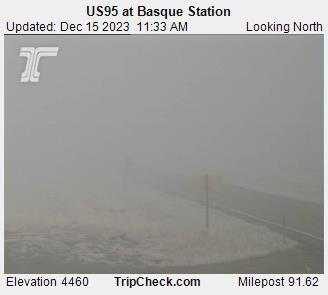 US95 at Basque Station
Updated: Dec 15 2023 11:33 AM Looking North
Elevation 4460 TripCheck.com Milepost 91.62